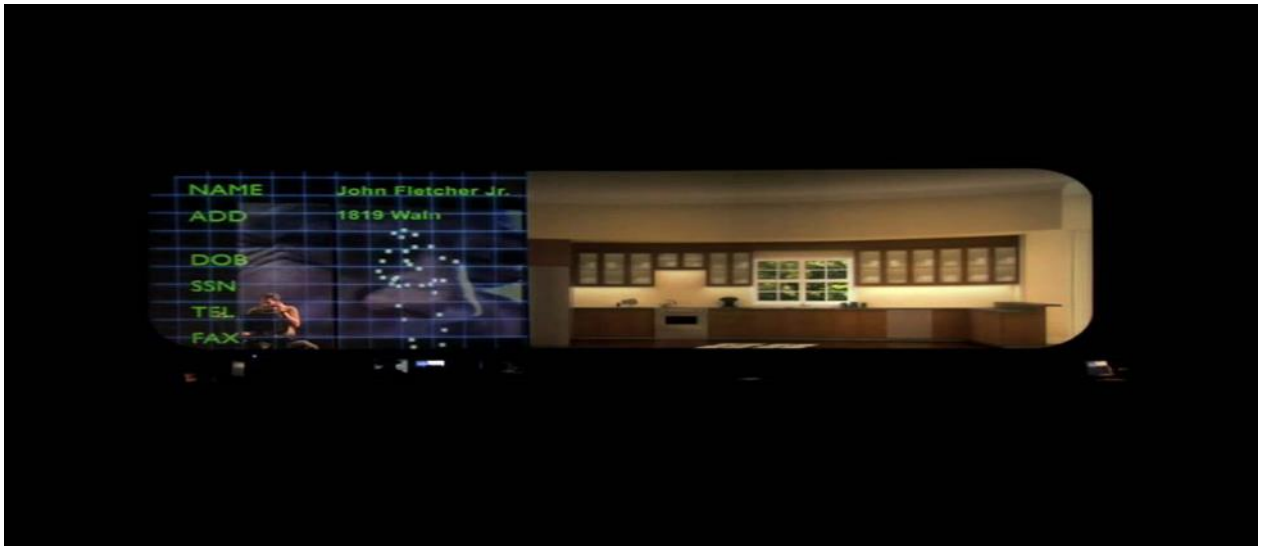 NAME John Fletcher Jr.
ADD 1819 Waln
DOB
SSN
TEL
FAX